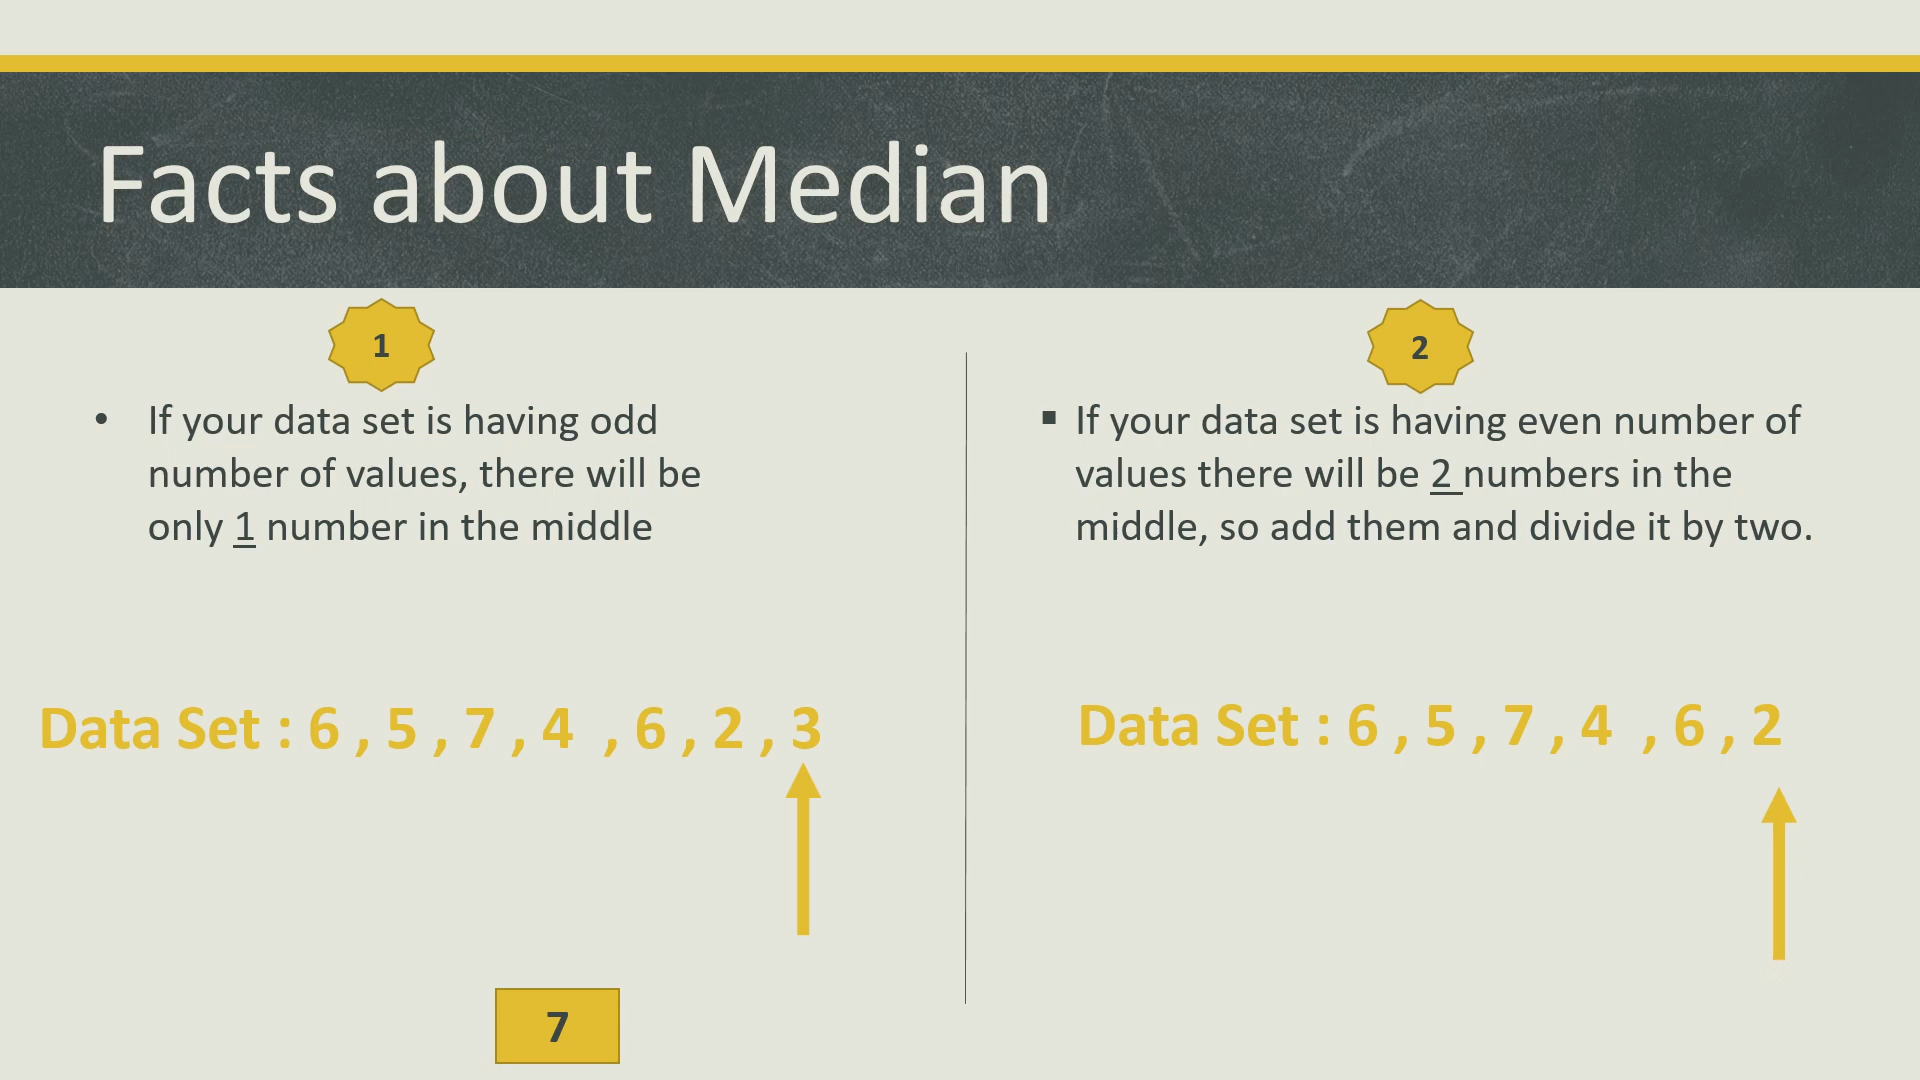 Facts about Median
1
• If your data set is having odd
number of values, there will be
only 1 number in the middle
Data Set : 6 , 5 , 7 , 4 , 6 , 2 , 3
7
2
▪ If your data set is having even number of
values there will be 2 numbers in the
middle, so add them and divide it by two.
Data Set : 6 , 5 , 7 , 4 , 6 , 2